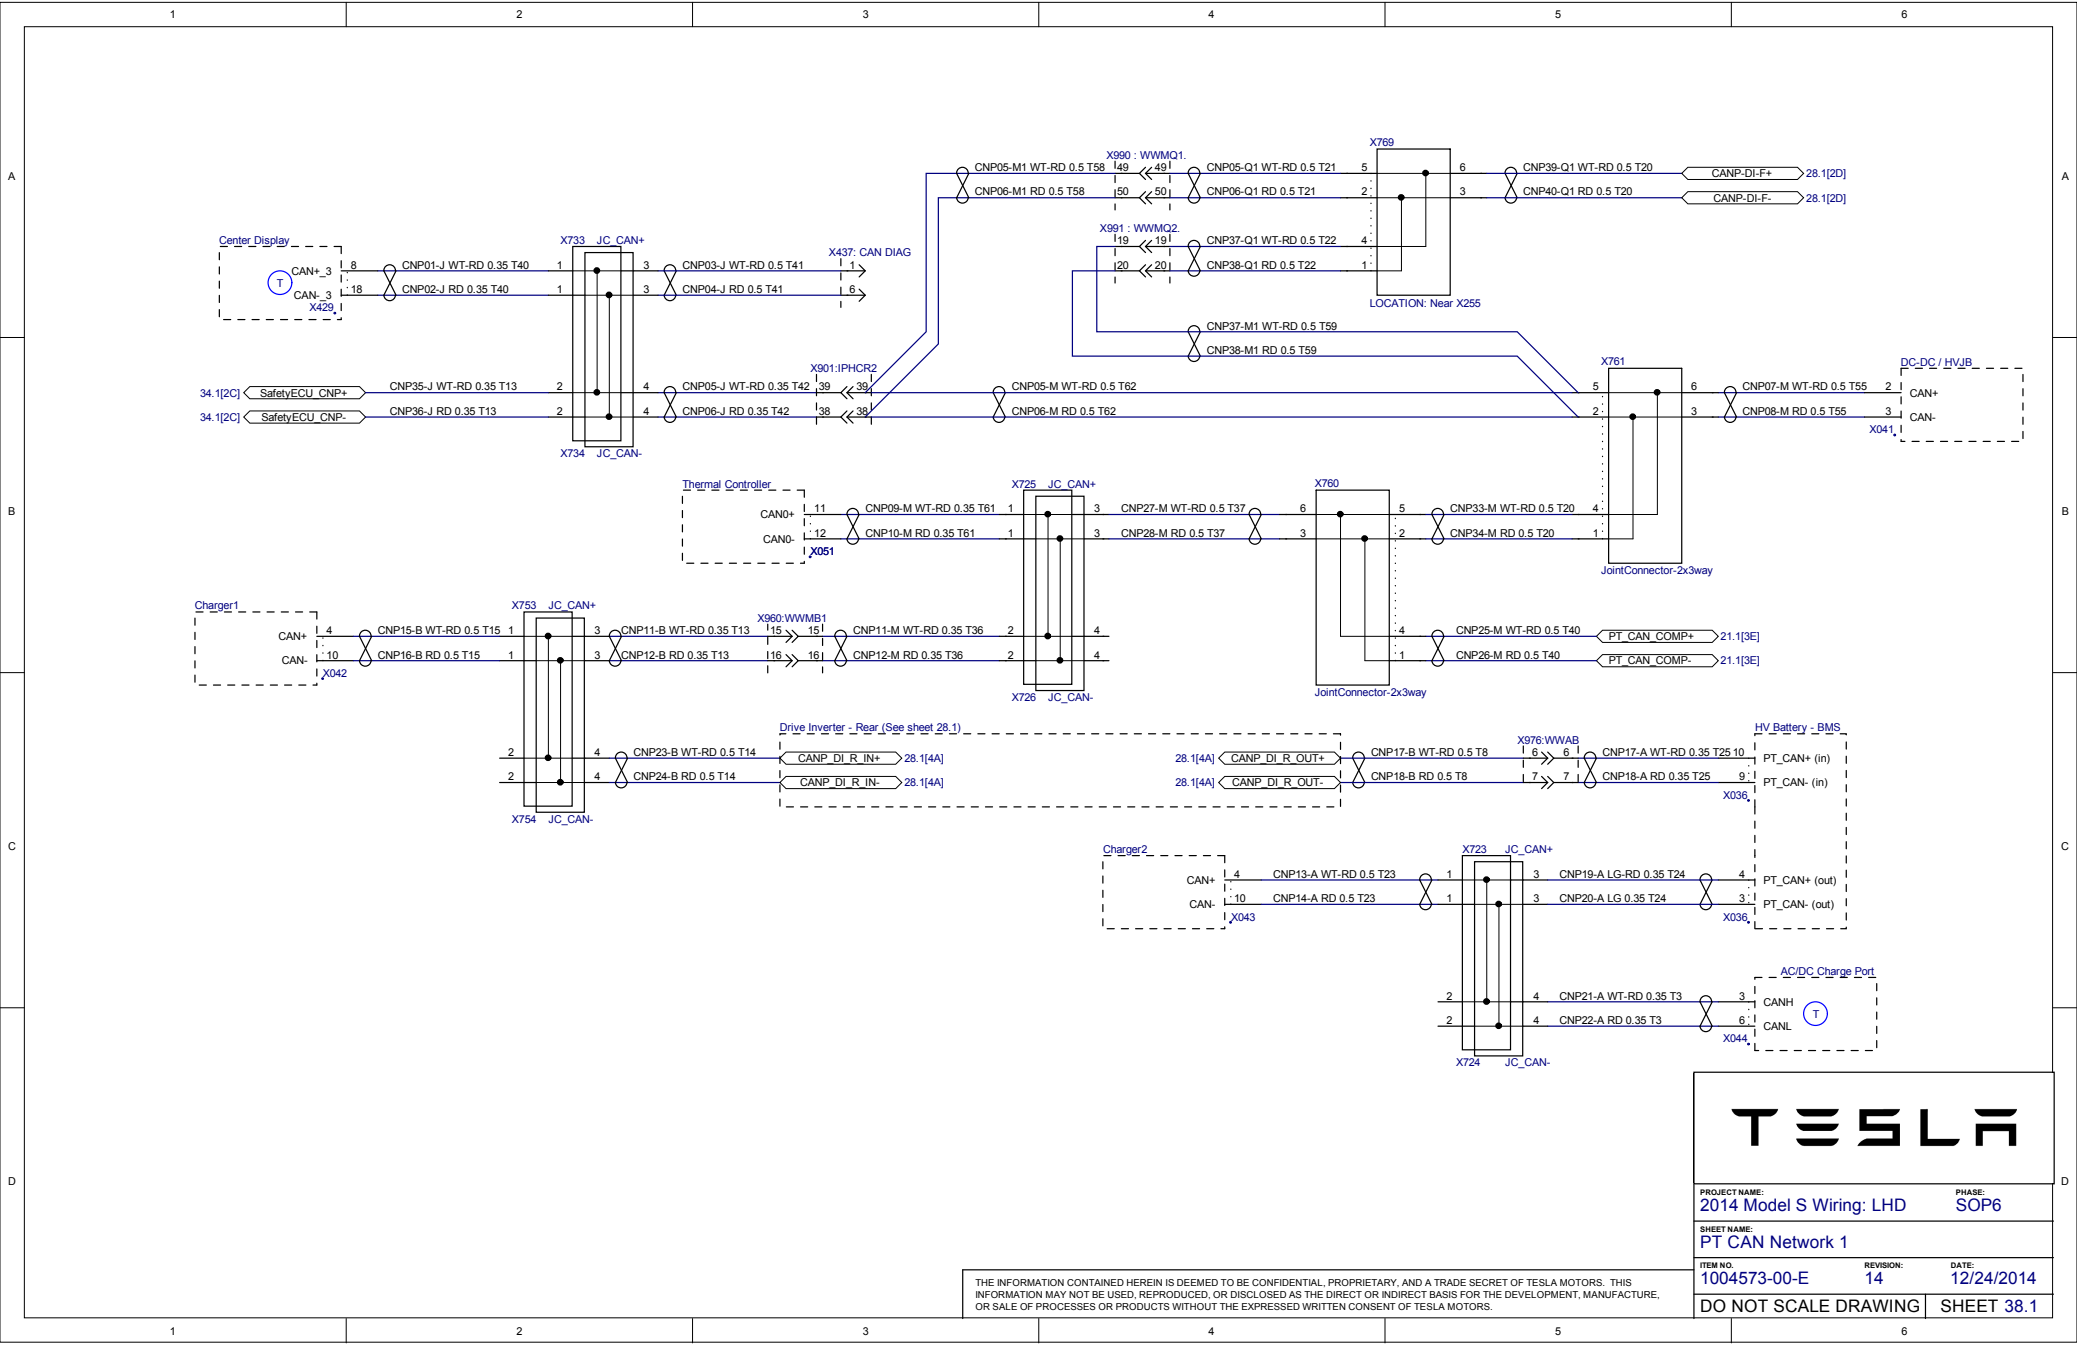 1 2 3 4 5 6
A A
B B
C C
D D
X990 : WWMQ1.
CNP05-M1 WT-RD 0.5 T58 49 49 CNP05-Q1 WT-RD 0.5 T21
CNP06-M1 RD 0.5 T58 50 50 CNP06-Q1 RD 0.5 T21
X769
5 6 CNP39-Q1 WT-RD 0.5 T20 CANP-DI-F+ 28.1[2D]
2 3 CNP40-Q1 RD 0.5 T20 CANP-DI-F- 28.1[2D]
X991 : WWMQ2.
19 19 CNP37-Q1 WT-RD 0.5 T22 4
20 20 CNP38-Q1 RD 0.5 T22 1
LOCATION: Near X255
Center Display
T
CAN+_3 8 CNP01-J WT-RD 0.35 T40
CAN-_3 18 CNP02-J RD 0.35 T40
X429
X733 JC_CAN+
1 3 CNP03-J WT-RD 0.5 T41
1 3 CNP04-J RD 0.5 T41
X437: CAN DIAG
1
6
CNP37-M1 WT-RD 0.5 T59
CNP38-M1 RD 0.5 T59
34.1[2C] SafetyECU_CNP+ CNP35-J WT-RD 0.35 T13 2 4 CNP05-J WT-RD 0.35 T42
34.1[2C] SafetyECU_CNP- CNP36-J RD 0.35 T13 2 4 CNP06-J RD 0.35 T42
X734 JC_CAN-
X901:IPHCR2
39 39 CNP05-M WT-RD 0.5 T62
38 38 CNP06-M RD 0.5 T62
X761
5 6 CNP07-M WT-RD 0.5 T55 2
2 3 CNP08-M RD 0.5 T55 3
DC-DC / HVJB
CAN+
CAN-
X041
Thermal Controller
CAN0+ 11 CNP09-M WT-RD 0.35 T61
CAN0- 12 CNP10-M RD 0.35 T61
X051
X725 JC_CAN+
1 3 CNP27-M WT-RD 0.5 T37
1 3 CNP28-M RD 0.5 T37
X760
6 5 CNP33-M WT-RD 0.5 T20 4
3 2 CNP34-M RD 0.5 T20 1
JointConnector-2x3way
Charger1
CAN+ 4 CNP15-B WT-RD 0.5 T15
CAN- 10 CNP16-B RD 0.5 T15
X042
X753 JC_CAN+
1 3 CNP11-B WT-RD 0.35 T13
1 3 CNP12-B RD 0.35 T13
X960:WWMB1
15 15 CNP11-M WT-RD 0.35 T36 2 4
16 16 CNP12-M RD 0.35 T36 2 4
X726 JC_CAN-
4 CNP25-M WT-RD 0.5 T40 PT_CAN_COMP+ 21.1[3E]
1 CNP26-M RD 0.5 T40 PT_CAN_COMP- 21.1[3E]
JointConnector-2x3way
2 4 CNP23-B WT-RD 0.5 T14
2 4 CNP24-B RD 0.5 T14
X754 JC_CAN-
Drive Inverter - Rear (See sheet 28.1)
CANP_DI_R_IN+ 28.1[4A] 28.1[4A] CANP_DI_R_OUT+ CNP17-B WT-RD 0.5 T8
CANP_DI_R_IN- 28.1[4A] 28.1[4A] CANP_DI_R_OUT- CNP18-B RD 0.5 T8
X976:WWAB
6 6 CNP17-A WT-RD 0.35 T25 10
7 7 CNP18-A RD 0.35 T25 9
HV Battery - BMS
PT_CAN+ (in)
PT_CAN- (in)
X036
Charger2
CAN+ 4 CNP13-A WT-RD 0.5 T23
CAN- 10 CNP14-A RD 0.5 T23
X043
X723 JC_CAN+
1 3 CNP19-A LG-RD 0.35 T24 4 PT_CAN+ (out)
1 3 CNP20-A LG 0.35 T24 3 PT_CAN- (out)
X036
AC/DC Charge Port
2 4 CNP21-A WT-RD 0.35 T3 3 CANH
T
2 4 CNP22-A RD 0.35 T3 6 CANL
X044
X724 JC_CAN-
TESLA
PROJECT NAME: PHASE:
2014 Model S Wiring: LHD SOP6
SHEET NAME:
PT CAN Network 1
ITEM NO. REVISION: DATE:
1004573-00-E 14 12/24/2014
DO NOT SCALE DRAWING SHEET 38.1
THE INFORMATION CONTAINED HEREIN IS DEEMED TO BE CONFIDENTIAL, PROPRIETARY, AND A TRADE SECRET OF TESLA MOTORS. THIS
INFORMATION MAY NOT BE USED, REPRODUCED, OR DISCLOSED AS THE DIRECT OR INDIRECT BASIS FOR THE DEVELOPMENT, MANUFACTURE,
OR SALE OF PROCESSES OR PRODUCTS WITHOUT THE EXPRESSED WRITTEN CONSENT OF TESLA MOTORS.
1 2 3 4 5 6